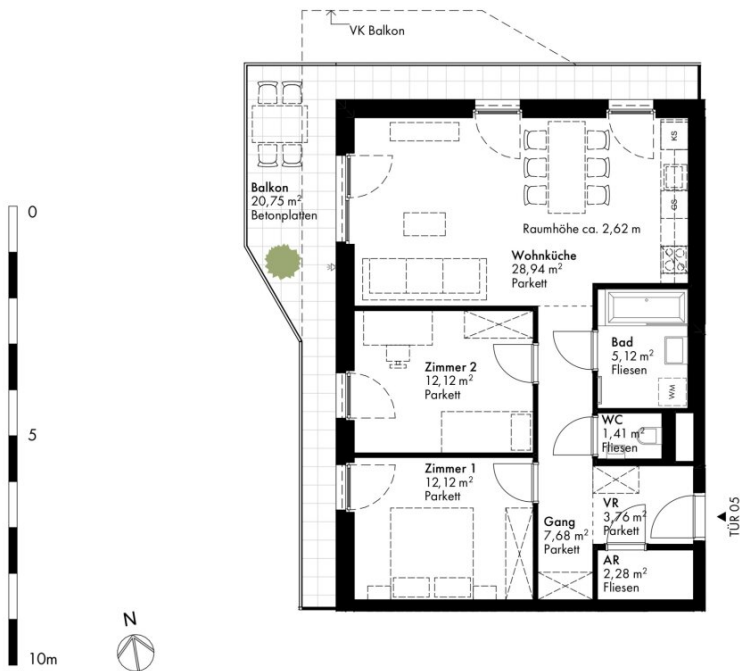 VK Balkon
0
5
10m
N
Balkon
20,75 m²
Betonplatten
KS
GS
Raumhöhe ca. 2,62 m
Wohnküche
28,94 m²
Parkett
Zimmer 2
12,12 m²
Parkett
Bad
5,12 m²
Fliesen
WM
WC
1,41 m²
Fliesen
Zimmer 1
12,12 m²
Parkett
Gang
7,68 m²
Parkett
VR
3,76 m²
Parkett
AR
2,28 m²
Fliesen
TÜR 05